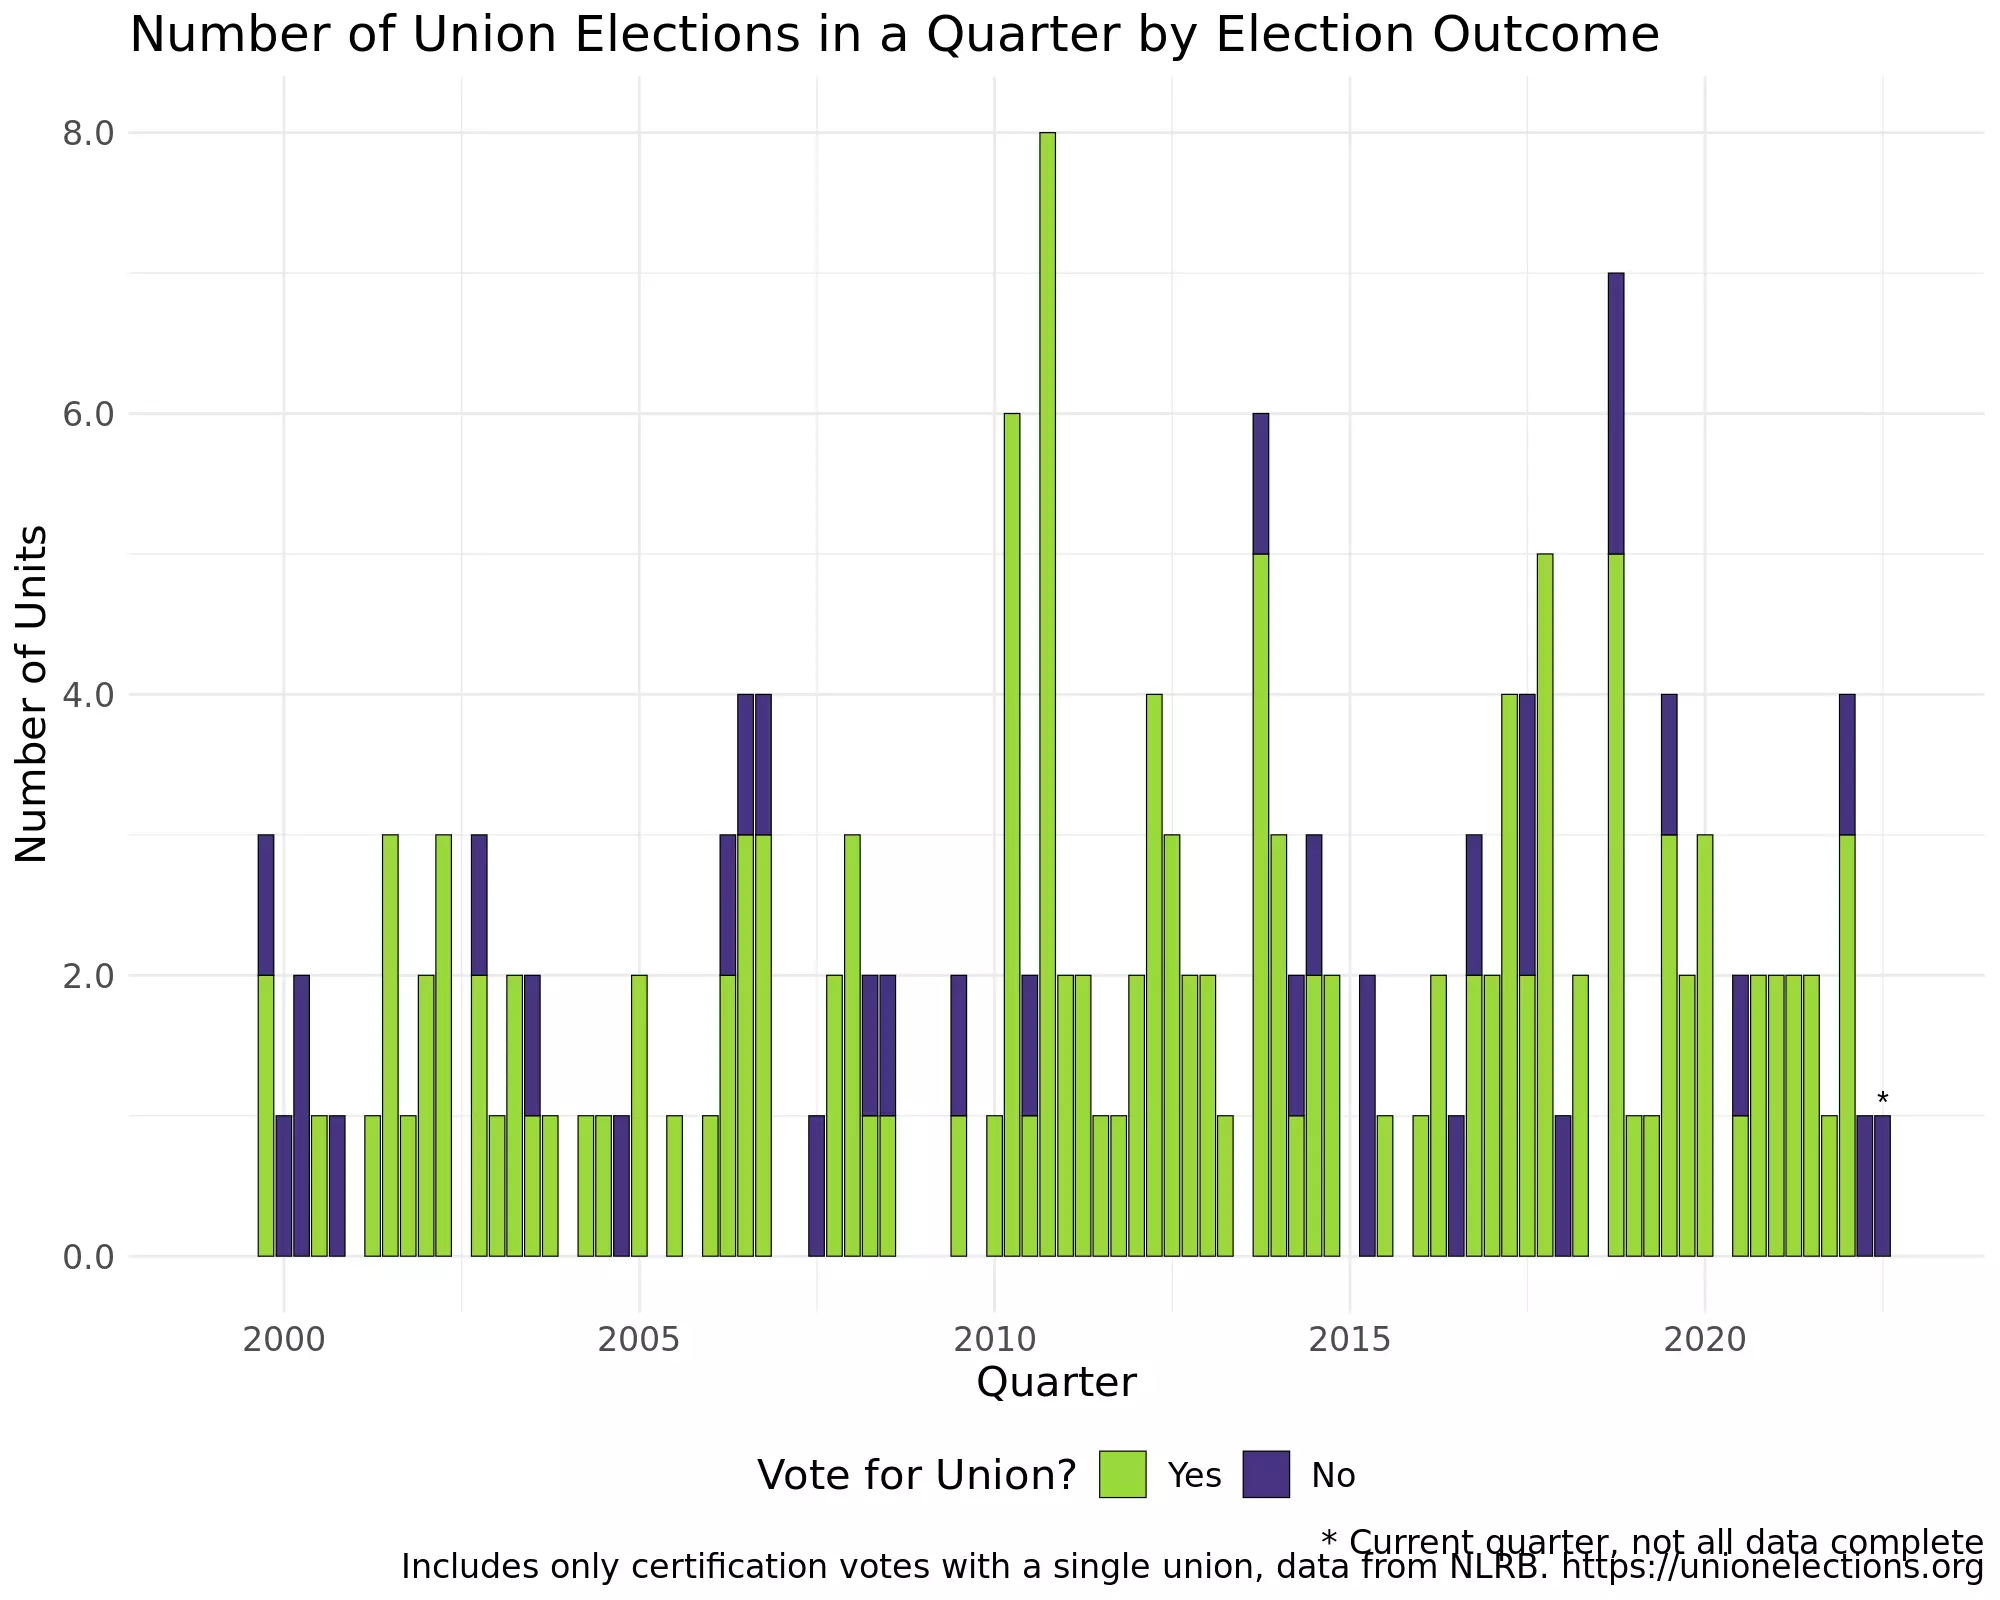 Number of Union Elections in a Quarter by Election Outcome
Number of Units
8.0
6.0
4.0
2.0
0.0
*
2000 2005 2010 2015 2020
Quarter
Vote for Union? Yes No
* Current quarter, not all data complete
Includes only certification votes with a single union, data from NLRB. https://unionelections.org